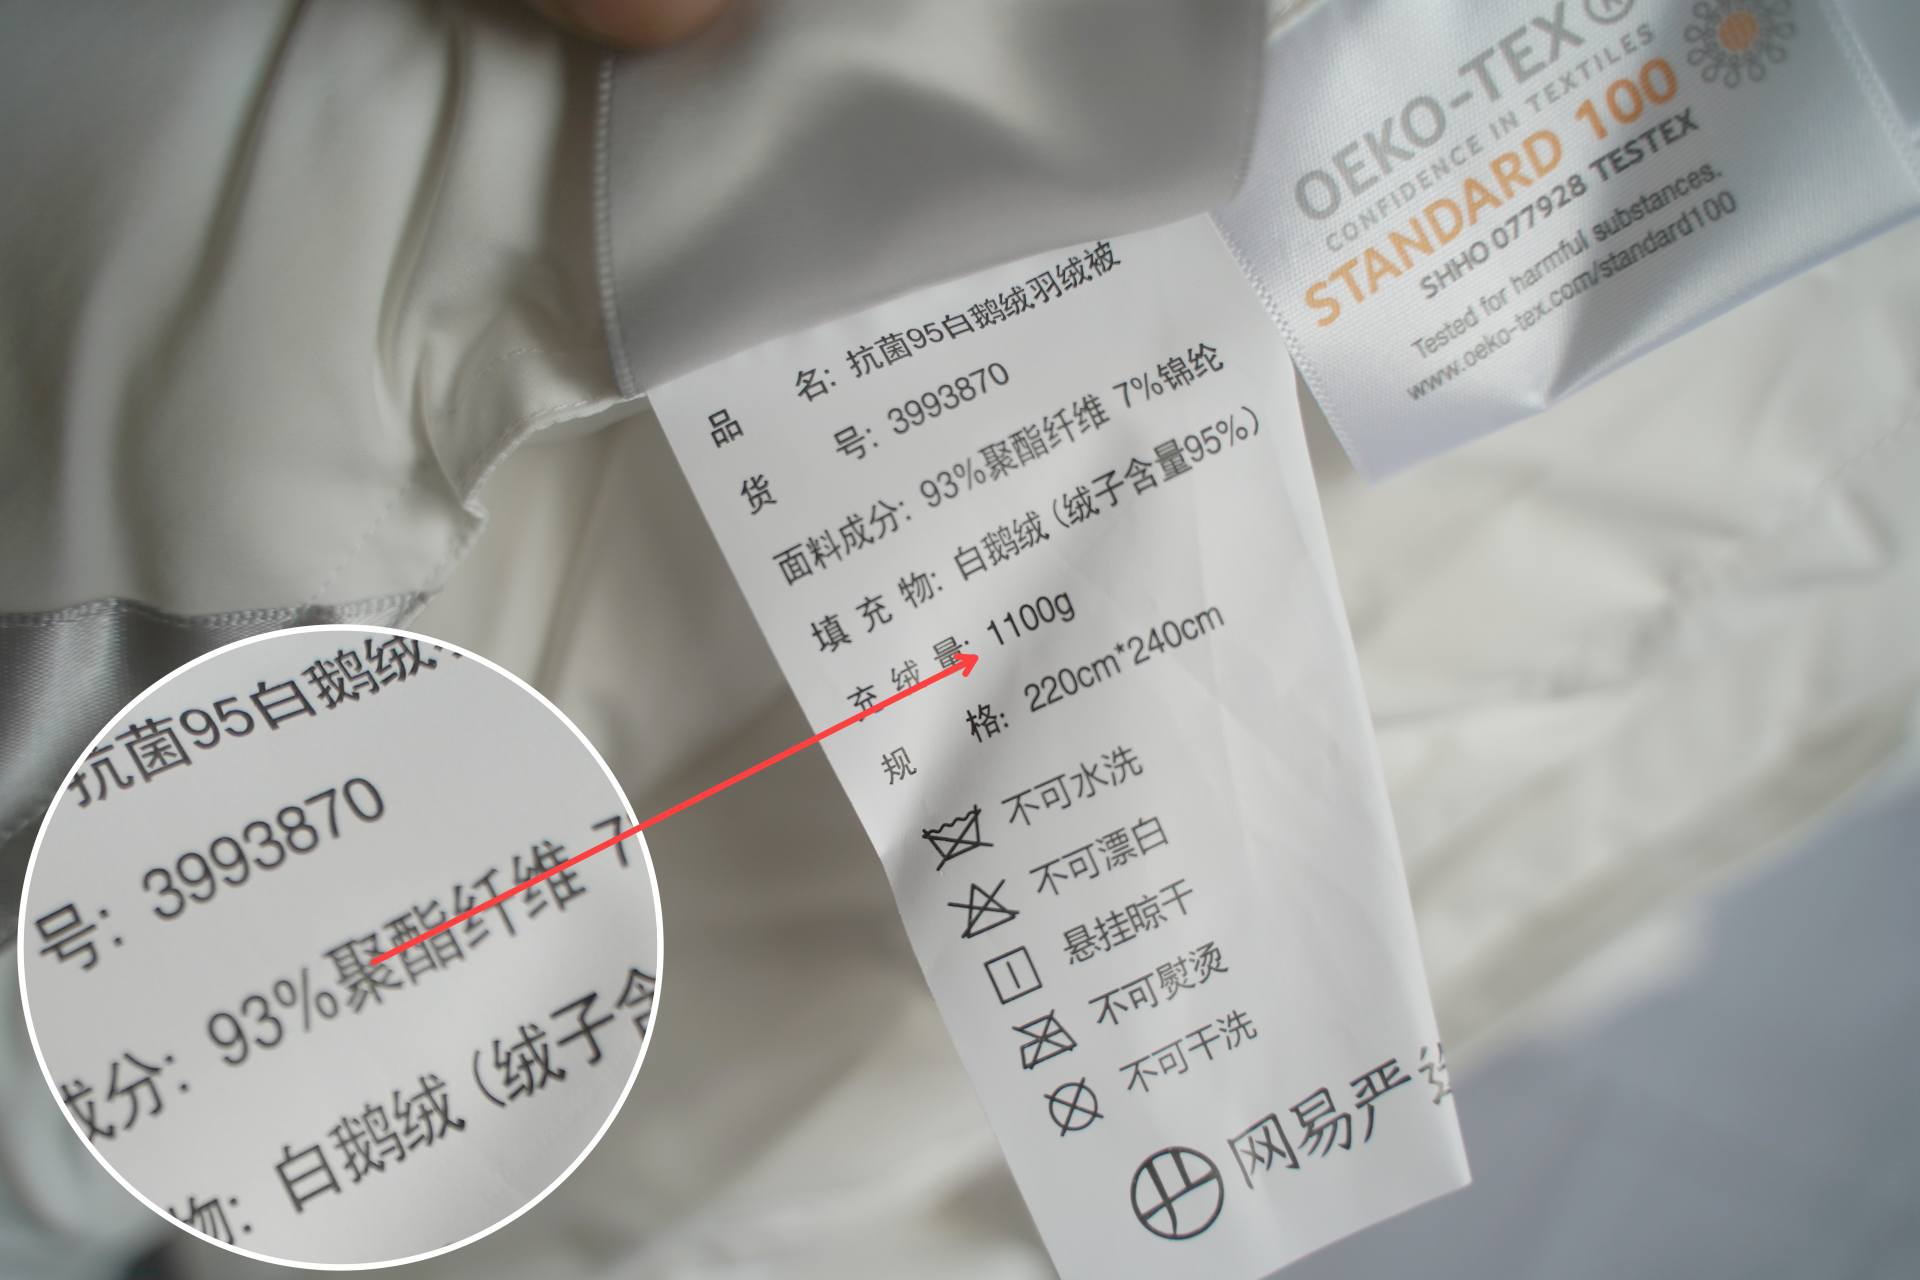 OEKO-TEX®
CONFIDENCE IN TEXTILES
STANDARD 100
SHHO 077928 TESTEX
Tested for harmful substances.
www.oeko-tex.com/standard100
品 名: 抗菌95白鹅绒羽绒被
货 号: 3993870
面料成分: 93%聚酯纤维 7%锦纶
填充物: 白鹅绒 (绒子含量95%)
充绒量: 1100g
规 格: 220cm*240cm
不可水洗
不可漂白
悬挂晾干
不可熨烫
不可干洗
网易严
抗菌95白鹅绒
号: 3993870
成分: 93%聚酯纤维 7
物: 白鹅绒 (绒子含